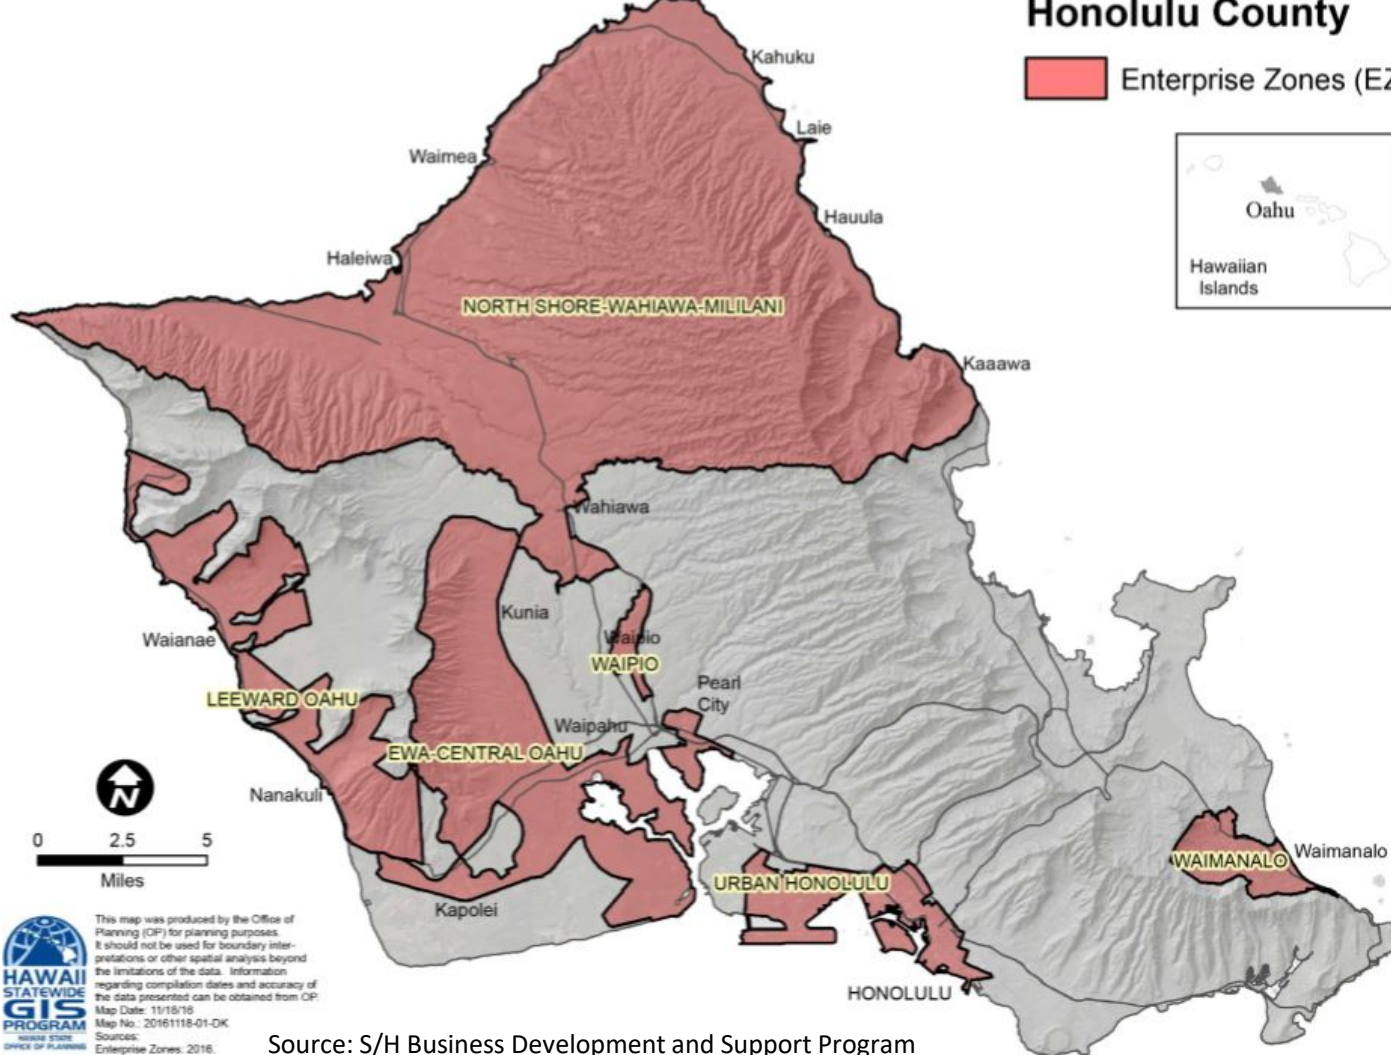 Honolulu County
Enterprise Zones (EZ
Kahuku
Laie
Waimea
Oahu
Hauula
Haleiwa
Hawaiian
Islands
NORTH SHORE-WAHIAWA-MILILANI
Kaaawa
Wahiawa
Kunia
Waianae
Waipio
WAIPIO
Pearl
City
LEEWARD OAHU
Waipahu
EWA-CENTRAL OAHU
Nanakuli
N
0 2.5 5
Miles
Waimanalo
WAIMANALO
URBAN HONOLULU
Kapolei
HONOLULU
HAWAII
STATEWIDE
GIS
PROGRAM
HAWAII STATE
OFFICE OF PLANNING
This map was produced by the Office of
Planning (OP) for planning purposes.
It should not be used for boundary inter-
pretations or other spatial analysis beyond
the limitations of the data. Information
regarding compilation dates and accuracy of
the data presented can be obtained from OP.
Map Date: 11/18/16
Map No.: 20161118-01-DK
Sources:
Enterprise Zones: 2016.
Source: S/H Business Development and Support Program